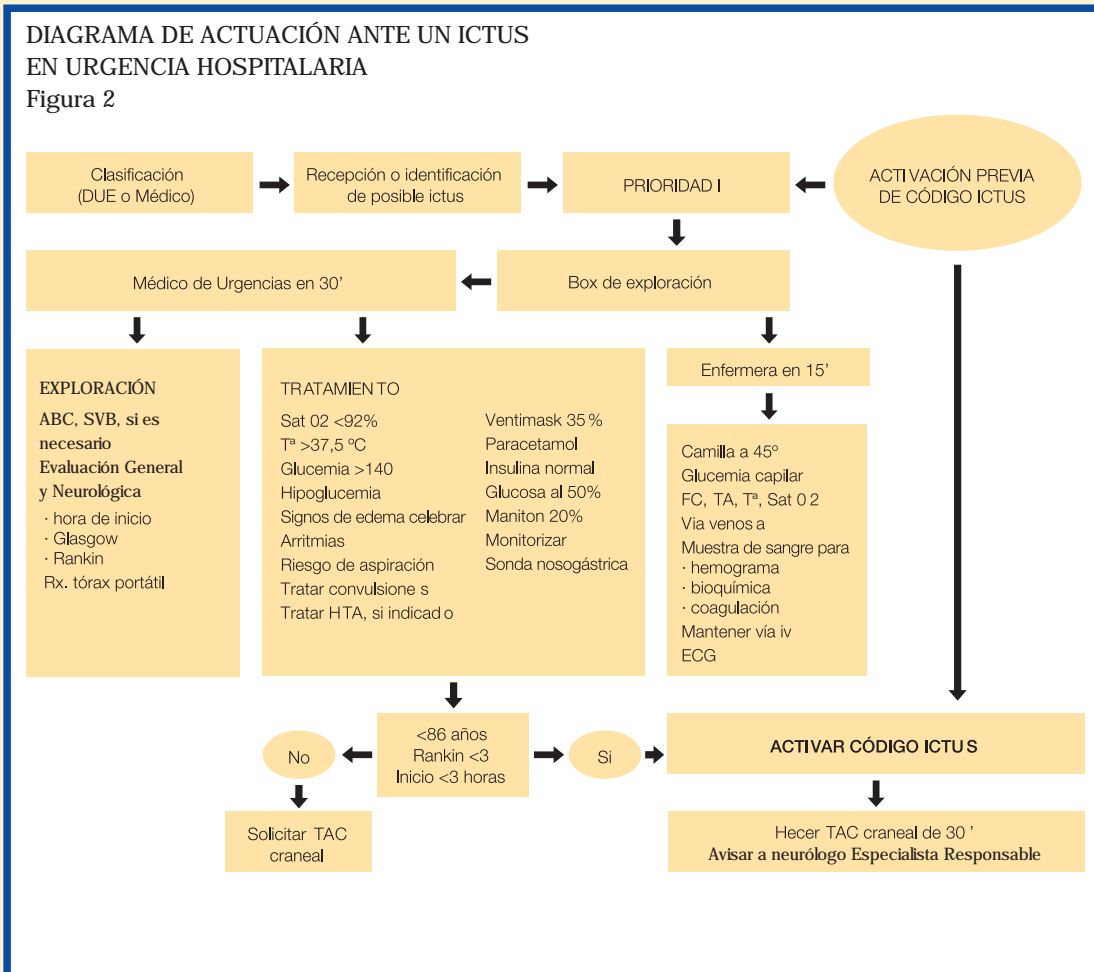 DIAGRAMA DE ACTUACIÓN ANTE UN ICTUS
EN URGENCIA HOSPITALARIA
Figura 2
Clasificación
(DUE o Médico)
Recepción o identificación
de posible ictus
PRIORIDAD I
ACTIVACIÓN PREVIA
DE CÓDIGO ICTUS
Médico de Urgencias en 30'
Box de exploración
EXPLORACIÓN
ABC, SVB, si es
necesario
Evaluación General
y Neurológica
· hora de inicio
· Glasgow
· Rankin
Rx. tórax portátil
TRATAMIENTO
Sat 02 <92%
Tª >37,5 ºC
Glucemia >140
Hipoglucemia
Signos de edema celebrar
Arritmias
Riesgo de aspiración
Tratar convulsione s
Tratar HTA, si indicad o
Ventimask 35 %
Paracetamol
Insulina normal
Glucosa al 50%
Maniton 20%
Monitorizar
Sonda nosogástrica
Enfermera en 15'
Camilla a 45º
Glucemia capilar
FC, TA, Tª, Sat 0 2
Via venos a
Muestra de sangre para
· hemograma
· bioquímica
· coagulación
Mantener vía iv
ECG
No
<86 años
Rankin <3
Inicio <3 horas
Si
ACTIVAR CÓDIGO ICTUS
Solicitar TAC
craneal
Hecer TAC craneal de 30 '
Avisar a neurólogo Especialista Responsable